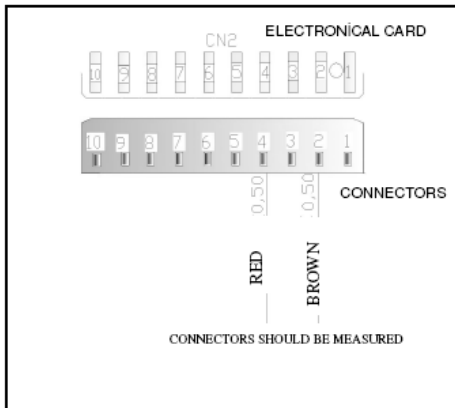 ELECTRONİCAL CARD
CN2
10 9 8 7 6 5 4 3 2 1
10 9 8 7 6 5 4 3 2 1
CONNECTORS
0,50 0,50
RED
BROWN
CONNECTORS SHOULD BE MEASURED